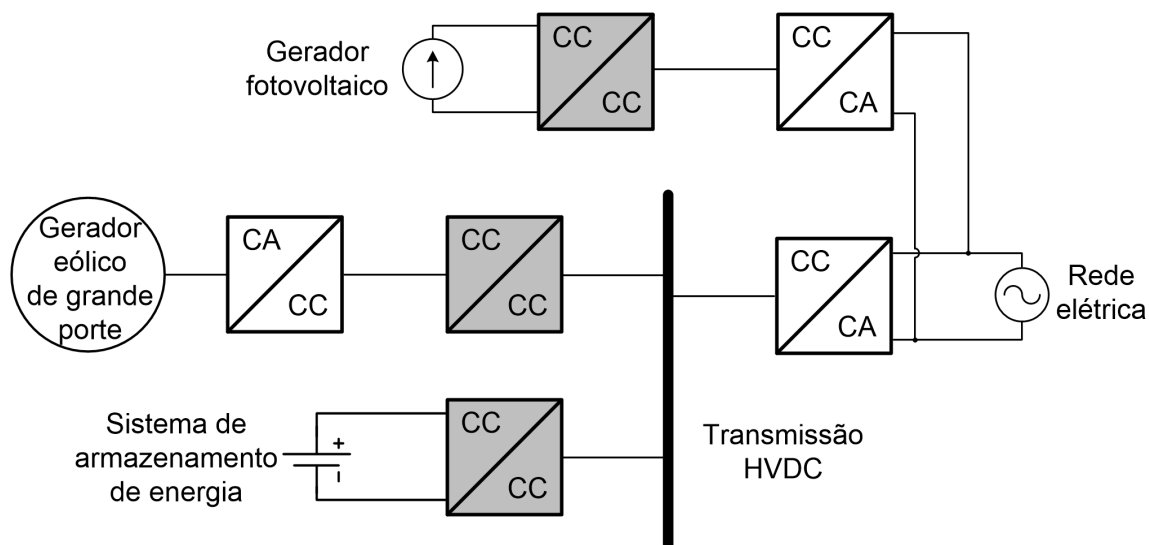 Gerador
fotovoltaico
CC
CC
CC
CA
Gerador
eólico
de grande
porte
CA
CC
CC
CC
CC
CA
Rede
elétrica
Sistema de
armazenamento
de energia
+
CC
CC
Transmissão
HVDC